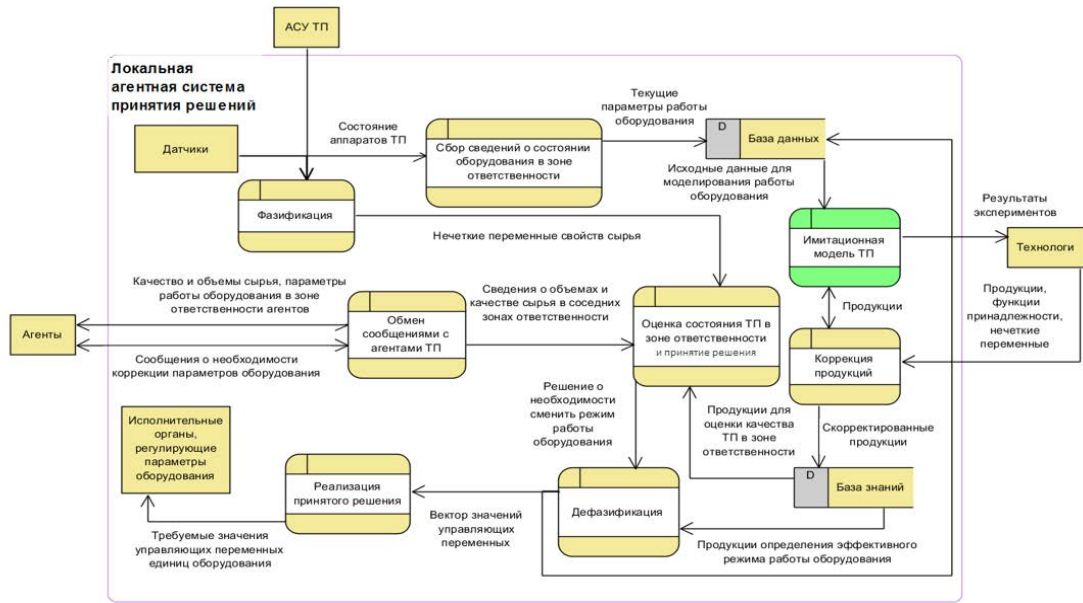 АСУ ТП
Локальная
агентная система
принятия решений
Датчики
Состояние
аппаратов ТП
Сбор сведений о состоянии
оборудования в зоне
ответственности
Текущие
параметры работы
оборудования
D
База данных
Фазификация
Исходные данные для
моделирования работы
оборудования
Нечеткие переменные свойств сырья
Имитационная
модель ТП
Результаты
экспериментов
Технологи
Качество и объемы сырья, параметры
работы оборудования в зоне
ответственности агентов
Сведения о объемах и
качестве сырья в соседних
зонах ответственности
Продукции
Продукции,
функции
принадлежности,
нечеткие
переменные
Агенты
Обмен
сообщениями с
агентами ТП
Оценка состояния ТП в
зоне ответственности
и принятие решения
Коррекция
продукций
Сообщения о необходимости
коррекции параметров оборудования
Решение о
необходимости
сменить режим
работы
оборудования
Продукции для
оценки качества
ТП в зоне
ответственности
Скорректированные
продукции
Исполнительные
органы,
регулирующие
параметры
оборудования
Реализация
принятого решения
Дефазификация
D
База знаний
Требуемые значения
управляющих переменных
единиц оборудования
Вектор значений
управляющих
переменных
Продукции определения эффективного
режима работы оборудования